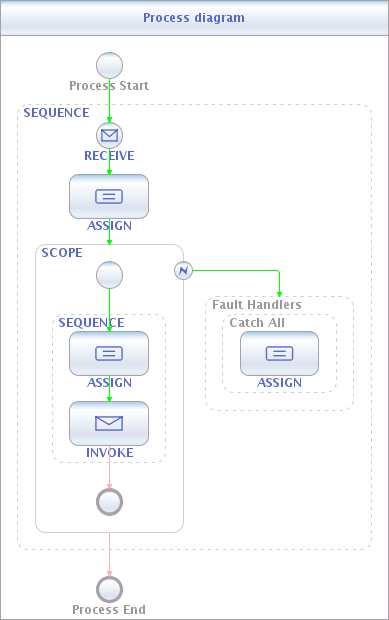 Process diagram
Process Start
SEQUENCE
RECEIVE
ASSIGN
SCOPE
Fault Handlers
Catch All
SEQUENCE
ASSIGN
ASSIGN
INVOKE
Process End